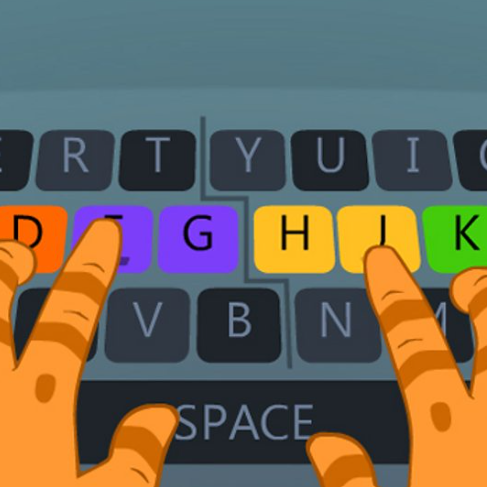 R T Y U I
D F G H J K
V B N M
SPACE